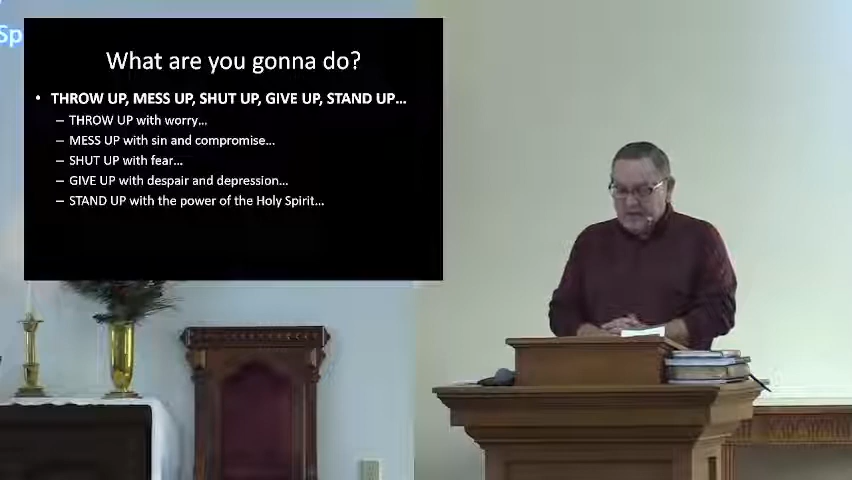 Sp
What are you gonna do?
• THROW UP, MESS UP, SHUT UP, GIVE UP, STAND UP...
– THROW UP with worry...
– MESS UP with sin and compromise...
– SHUT UP with fear...
– GIVE UP with despair and depression...
– STAND UP with the power of the Holy Spirit...